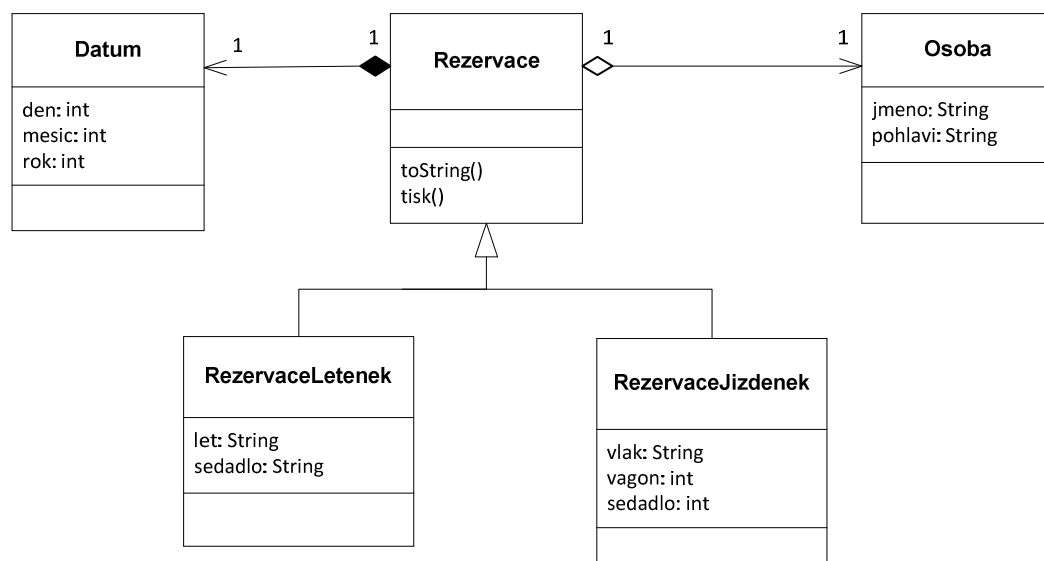 Datum
den: int
mesic: int
rok: int
1
1
Rezervace
toString()
tisk()
1
1
Osoba
jmeno: String
pohlavi: String
RezervaceLetenek
let: String
sedadlo: String
RezervaceJizdenek
vlak: String
vagon: int
sedadlo: int